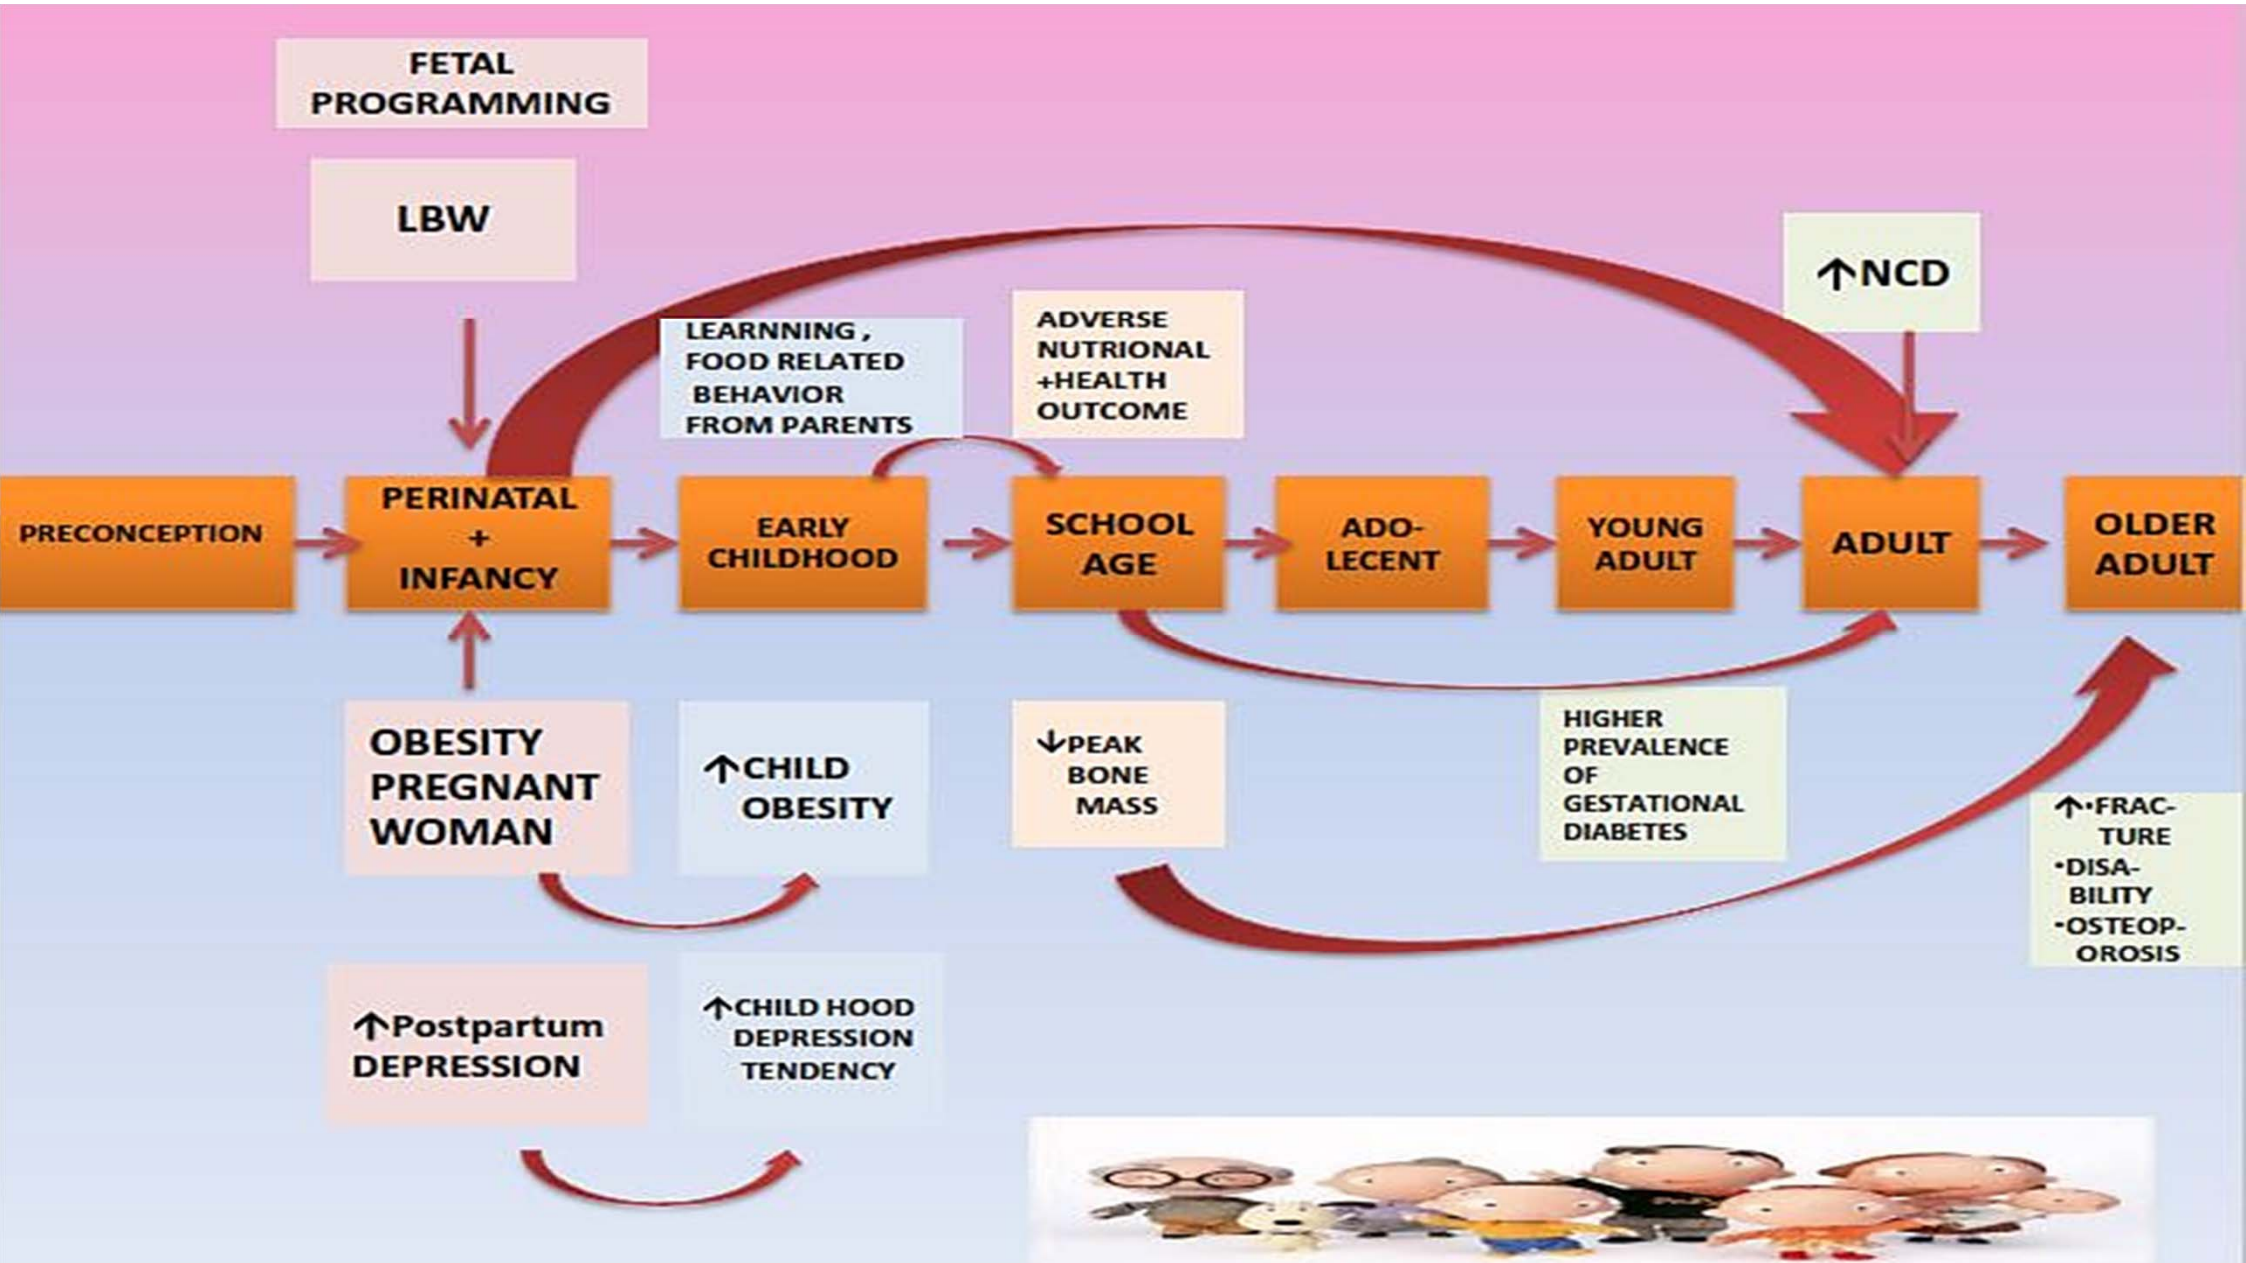 FETAL
PROGRAMMING
LBW
↑NCD
LEARNNING ,
FOOD RELATED
BEHAVIOR
FROM PARENTS
ADVERSE
NUTRIONAL
+HEALTH
OUTCOME
PRECONCEPTION
PERINATAL
+
INFANCY
EARLY
CHILDHOOD
SCHOOL
AGE
ADO-
LECENT
YOUNG
ADULT
ADULT
OLDER
ADULT
OBESITY
PREGNANT
WOMAN
↑CHILD
OBESITY
↓PEAK
BONE
MASS
HIGHER
PREVALENCE
OF
GESTATIONAL
DIABETES
↑•FRAC-
TURE
•DISA-
BILITY
•OSTEOP-
OROSIS
↑Postpartum
DEPRESSION
↑CHILD HOOD
DEPRESSION
TENDENCY